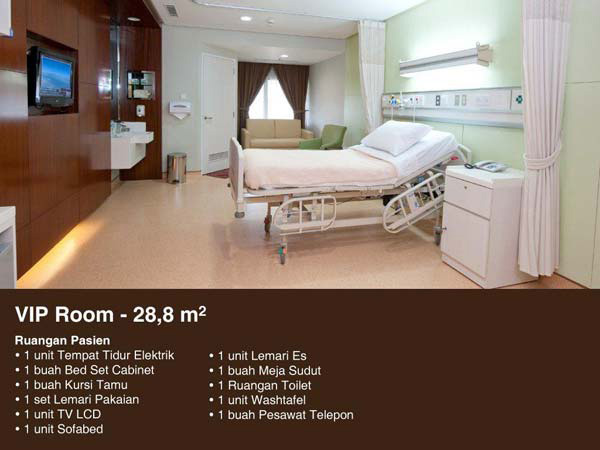 VIP Room - 28,8 m²
Ruangan Pasien
• 1 unit Tempat Tidur Elektrik
• 1 buah Bed Set Cabinet
• 1 buah Kursi Tamu
• 1 set Lemari Pakaian
• 1 unit TV LCD
• 1 unit Sofabed
• 1 unit Lemari Es
• 1 buah Meja Sudut
• 1 Ruangan Toilet
• 1 unit Washtafel
• 1 buah Pesawat Telepon